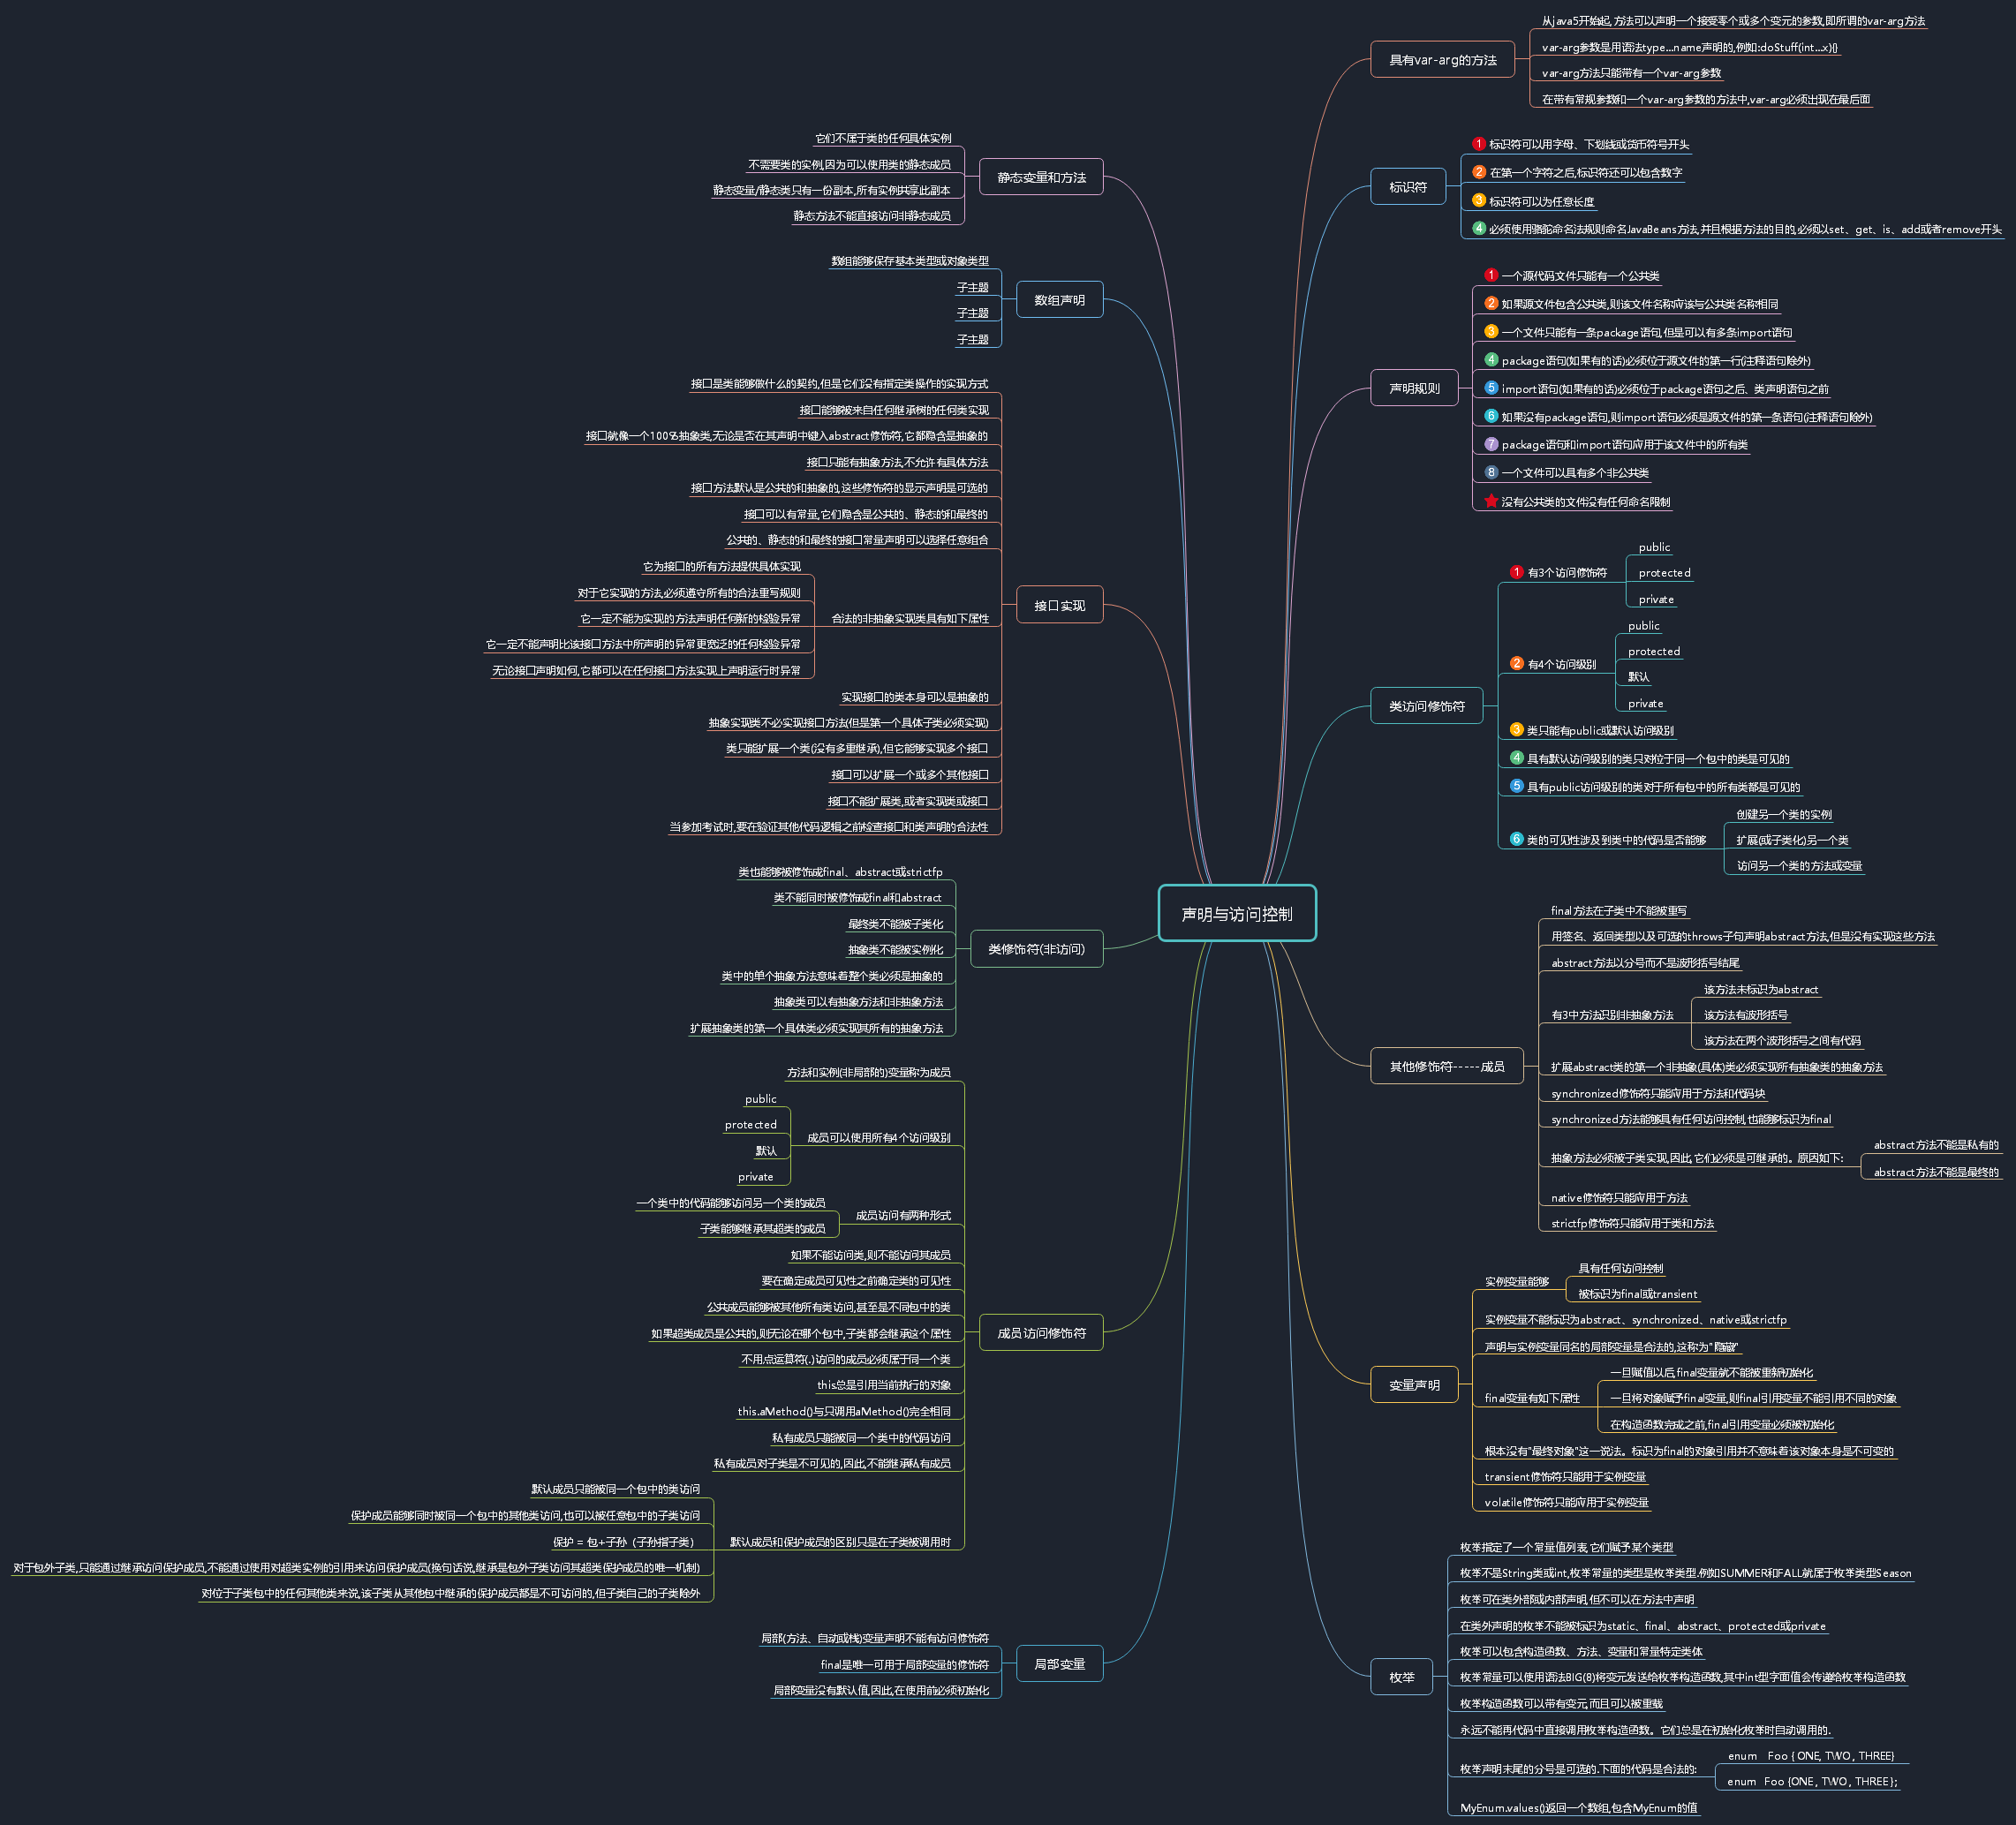 声明与访问控制
具有var-arg的方法
从java5开始起,方法可以声明一个接受零个或多个变元的参数,即所谓的var-arg方法
var-arg参数是用语法type...name声明的,例如:doStuff(int...x){}
var-arg方法只能带有一个var-arg参数
在带有常规参数和一个var-arg参数的方法中,var-arg必须出现在最后面
标识符
1 标识符可以用字母、下划线或货币符号开头
2 在第一个字符之后,标识符还可以包含数字
3 标识符可以为任意长度
4 必须使用骆驼命名法规则命名JavaBeans方法,并且根据方法的目的,必须以set、get、is、add或者remove开头
声明规则
1 一个源代码文件只能有一个公共类
2 如果源文件包含公共类,则该文件名称应该与公共类名称相同
3 一个文件只能有一条package语句,但是可以有多条import语句
4 package语句(如果有的话)必须位于源文件的第一行(注释语句除外)
5 import语句(如果有的话)必须位于package语句之后、类声明语句之前
6 如果没有package语句,则import语句必须是源文件的第一条语句(注释语句除外)
7 package语句和import语句应用于该文件中的所有类
8 一个文件可以具有多个非公共类
没有公共类的文件没有任何命名限制
类访问修饰符
1 有3个访问修饰符
public
protected
private
2 有4个访问级别
public
protected
默认
private
3 类只能有public或默认访问级别
4 具有默认访问级别的类只对位于同一个包中的类是可见的
5 具有public访问级别的类对于所有包中的所有类都是可见的
6 类的可见性涉及到类中的代码是否能够
创建另一个类的实例
扩展(或子类化)另一个类
访问另一个类的方法或变量
其他修饰符-----成员
final方法在子类中不能被重写
用签名、返回类型以及可选的throws子句声明abstract方法,但是没有实现这些方法
abstract方法以分号而不是波形括号结尾
有3中方法识别非抽象方法
该方法未标识为abstract
该方法有波形括号
该方法在两个波形括号之间有代码
扩展abstract类的第一个非抽象(具体)类必须实现所有抽象类的抽象方法
synchronized修饰符只能应用于方法和代码块
synchronized方法能够具有任何访问控制,也能够标识为final
抽象方法必须被子类实现,因此,它们必须是可继承的。原因如下:
abstract方法不能是私有的
abstract方法不能是最终的
native修饰符只能应用于方法
strictfp修饰符只能应用于类和方法
变量声明
实例变量能够
具有任何访问控制
被标识为final或transient
实例变量不能标识为abstract、synchronized、native或strictfp
声明与实例变量同名的局部变量是合法的,这称为"隐藏"
final变量有如下属性
一旦赋值以后,final变量就不能被重新初始化
一旦将对象赋予final变量,则final引用变量不能引用不同的对象
在构造函数完成之前,final引用变量必须被初始化
根本没有"最终对象"这一说法。标识为final的对象引用并不意味着该对象本身是不可变的
transient修饰符只能用于实例变量
volatile修饰符只能应用于实例变量
枚举
枚举指定了一个常量值列表,它们赋予某个类型
枚举不是String类或int,枚举常量的类型是枚举类型.例如SUMMER和FALL就属于枚举类型Season
枚举可在类外部或内部声明,但不可以在方法中声明
在类外声明的枚举不能被标识为static、final、abstract、protected或private
枚举可以包含构造函数、方法、变量和常量特定类体
枚举常量可以使用语法BIG(8)将变元发送给枚举构造函数,其中int型字面值会传递给枚举构造函数
枚举构造函数可以带有变元,而且可以被重载
永远不能再代码中直接调用枚举构造函数。它们总是在初始化枚举时自动调用的.
枚举声明末尾的分号是可选的.下面的代码是合法的:
enum Foo { ONE, TWO , THREE}
enum Foo {ONE , TWO , THREE };
MyEnum.values()返回一个数组,包含MyEnum的值
静态变量和方法
它们不属于类的任何具体实例
不需要类的实例,因为可以使用类的静态成员
静态变量/静态类只有一份副本,所有实例共享此副本
静态方法不能直接访问非静态成员
数组声明
数组能够保存基本类型或对象类型
子主题
子主题
子主题
接口实现
接口是类能够做什么的契约,但是它们没有指定类操作的实现方式
接口能够被来自任何继承树的任何类实现
接口就像一个100%抽象类,无论是否在其声明中键入abstract修饰符,它都隐含是抽象的
接口只能有抽象方法,不允许有具体方法
接口方法默认是公共的和抽象的,这些修饰符的显示声明是可选的
接口可以有常量,它们隐含是公共的、静态的和最终的
公共的、静态的和最终的接口常量声明可以选择任意组合
合法的非抽象实现类具有如下属性
它为接口的所有方法提供具体实现
对于它实现的方法,必须遵守所有的合法重写规则
它一定不能为实现的方法声明任何新的检验异常
它一定不能声明比该接口方法中所声明的异常更宽泛的任何检验异常
无论接口声明如何,它都可以在任何接口方法实现上声明运行时异常
实现接口的类本身可以是抽象的
抽象实现类不必实现接口方法(但是第一个具体子类必须实现)
类只能扩展一个类(没有多重继承),但它能够实现多个接口
接口可以扩展一个或多个其他接口
接口不能扩展类,或者实现类或接口
当参加考试时,要在验证其他代码逻辑之前检查接口和类声明的合法性
类修饰符(非访问)
类也能够被修饰成final、abstract或strictfp
类不能同时被修饰成final和abstract
最终类不能被子类化
抽象类不能被实例化
类中的单个抽象方法意味着整个类必须是抽象的
抽象类可以有抽象方法和非抽象方法
扩展抽象类的第一个具体类必须实现其所有的抽象方法
成员访问修饰符
方法和实例(非局部的)变量称为成员
成员可以使用所有4个访问级别
public
protected
默认
private
成员访问有两种形式
一个类中的代码能够访问另一个类的成员
子类能够继承其超类的成员
如果不能访问类,则不能访问其成员
要在确定成员可见性之前确定类的可见性
公共成员能够被其他所有类访问,甚至是不同包中的类
如果超类成员是公共的,则无论在哪个包中,子类都会继承这个属性
不用点运算符(.)访问的成员必须属于同一个类
this总是引用当前执行的对象
this.aMethod()与只调用aMethod()完全相同
私有成员只能被同一个类中的代码访问
私有成员对子类是不可见的,因此,不能继承私有成员
默认成员和保护成员的区别只是在子类被调用时
默认成员只能被同一个包中的类访问
保护成员能够同时被同一个包中的其他类访问,也可以被任意包中的子类访问
保护 = 包+子孙（子孙指子类）
对于包外子类,只能通过继承访问保护成员,不能通过使用对超类实例的引用来访问保护成员(换句话说,继承是包外子类访问其超类保护成员的唯一机制)
对位于子类包中的任何其他类来说,该子类从其他包中继承的保护成员都是不可访问的,但子类自己的子类除外
局部变量
局部(方法、自动或栈)变量声明不能有访问修饰符
final是唯一可用于局部变量的修饰符
局部变量没有默认值,因此,在使用前必须初始化